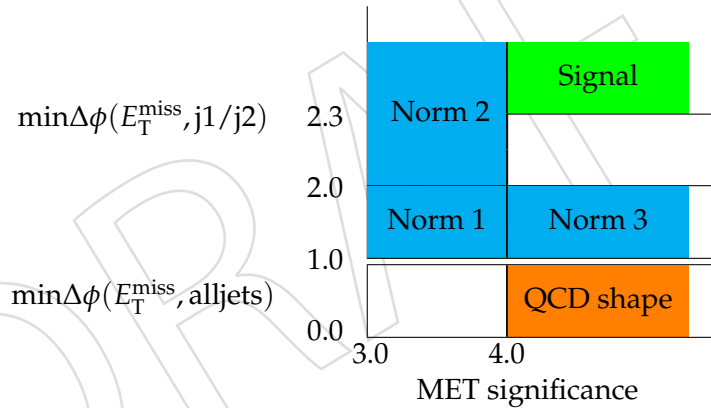 Signal
minΔϕ(E_T^miss, j1/j2) 2.3 Norm 2
2.0
Norm 1 Norm 3
1.0
minΔϕ(E_T^miss, alljets) QCD shape
0.0
3.0 4.0
MET significance
DRAFT